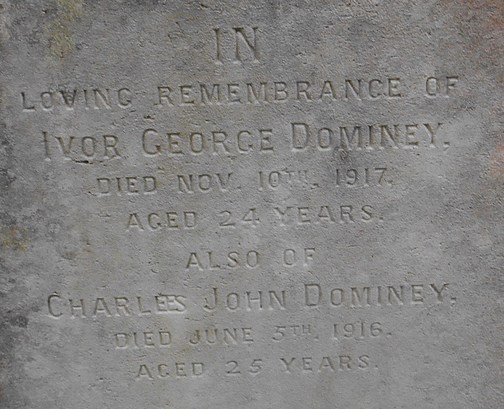 IN
LOVING REMEMBRANCE OF
IVOR GEORGE DOMINEY,
DIED NOV. 10TH, 1917,
AGED 24 YEARS.
ALSO OF
CHARLEES JOHN DOMINEY,
DIED JUNE 5TH, 1916.
AGED 25 YEARS.